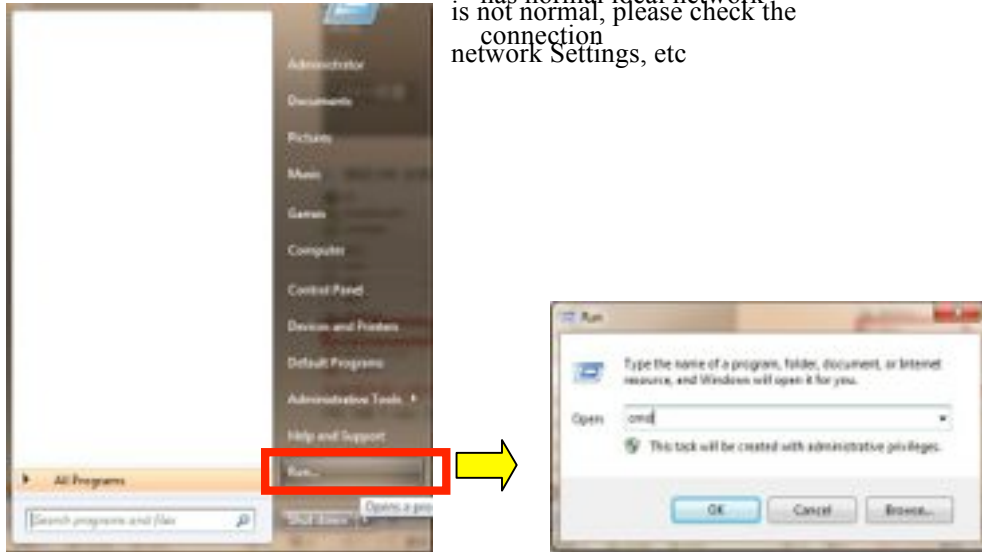 has normal ideal network
is not normal, please check the
connection
network Settings, etc
Administrator
Documents
Pictures
Music
Games
Computer
Control Panel
Devices and Printers
Default Programs
Administrative Tools
Help and Support
Run...
Opens a pro
Shut down
All Programs
Search programs and files
Run
Type the name of a program, folder, document, or Internet
resource, and Windows will open it for you.
Open:
cmd
This task will be created with administrative privileges.
OK
Cancel
Browse...